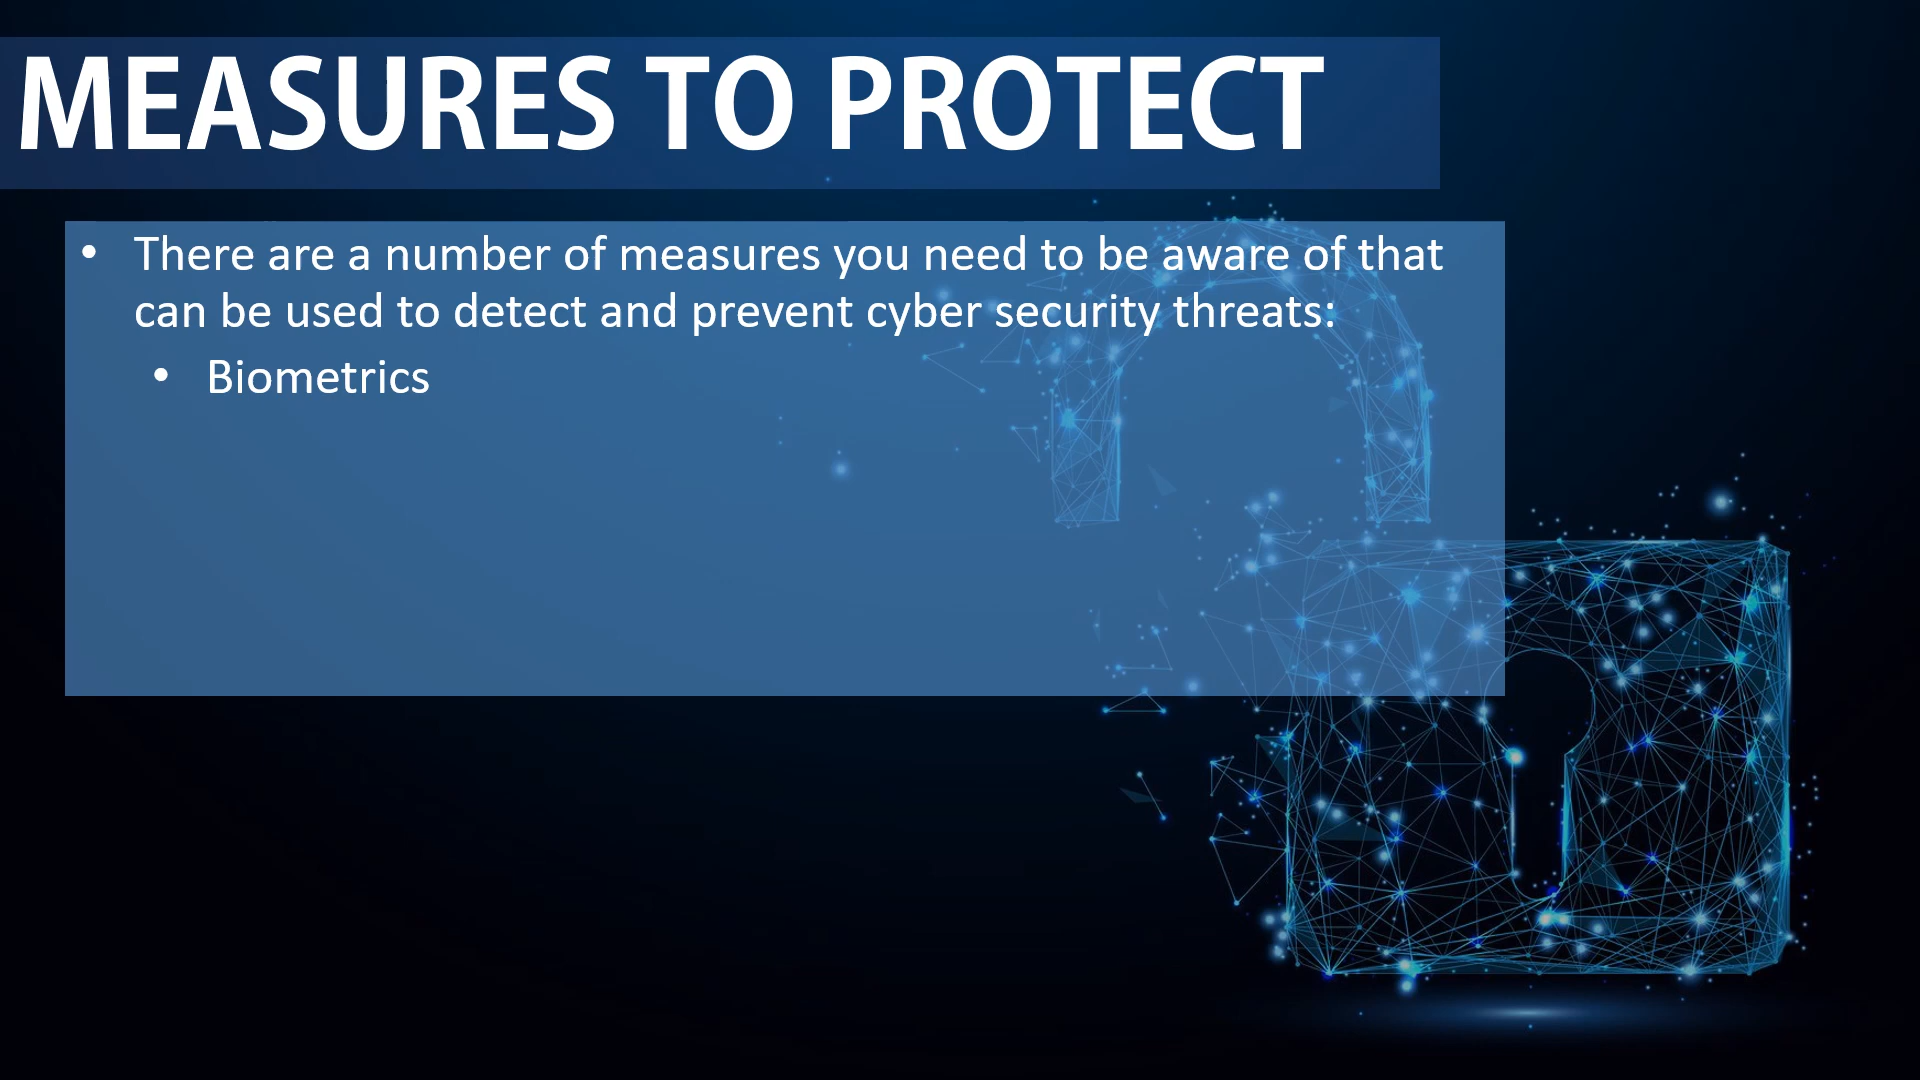 MEASURES TO PROTECT
• There are a number of measures you need to be aware of that
can be used to detect and prevent cyber security threats:
• Biometrics